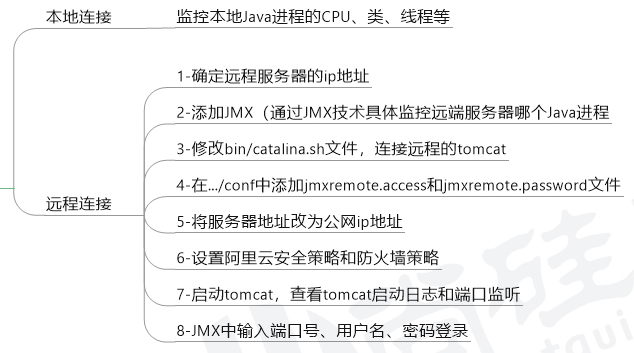 本地连接
监控本地Java进程的CPU、类、线程等
远程连接
1-确定远程服务器的ip地址
2-添加JMX（通过JMX技术具体监控远端服务器哪个Java进程
3-修改bin/catalina.sh文件，连接远程的tomcat
4-在.../conf中添加jmxremote.access和jmxremote.password文件
5-将服务器地址改为公网ip地址
6-设置阿里云安全策略和防火墙策略
7-启动tomcat，查看tomcat启动日志和端口监听
8-JMX中输入端口号、用户名、密码登录